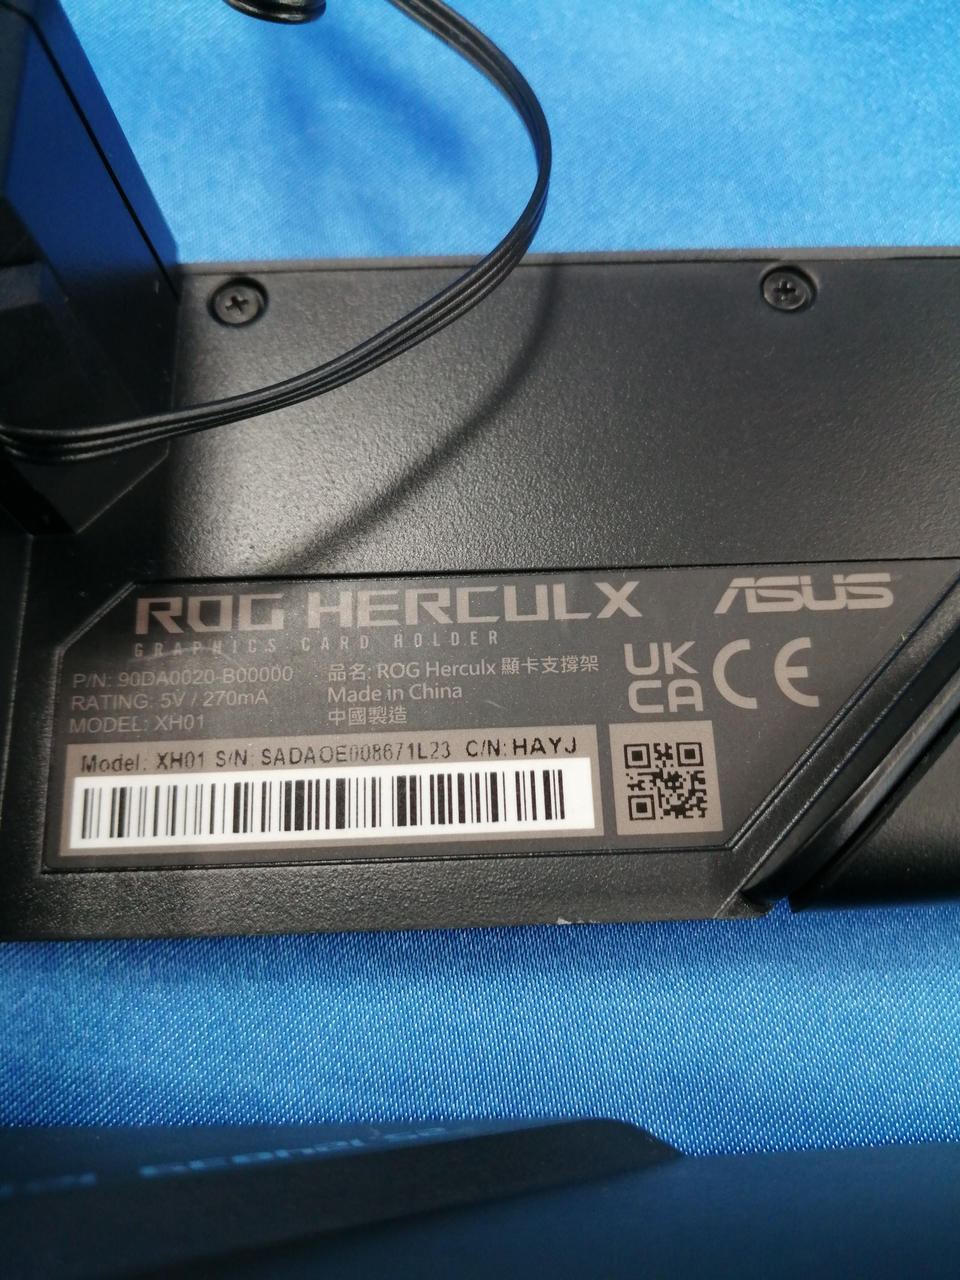 ROG HERCULX
GRAPHICS CARD HOLDER
ASUS
P/N: 90DA0020-B00000
RATING: 5V / 270mA
MODEL: XH01
品名: ROG Herculx 顯卡支撐架
Made in China
中國製造
UK
CA
CE
Model: XH01 S/N: SADAOE008671L23 C/N: HAYJ